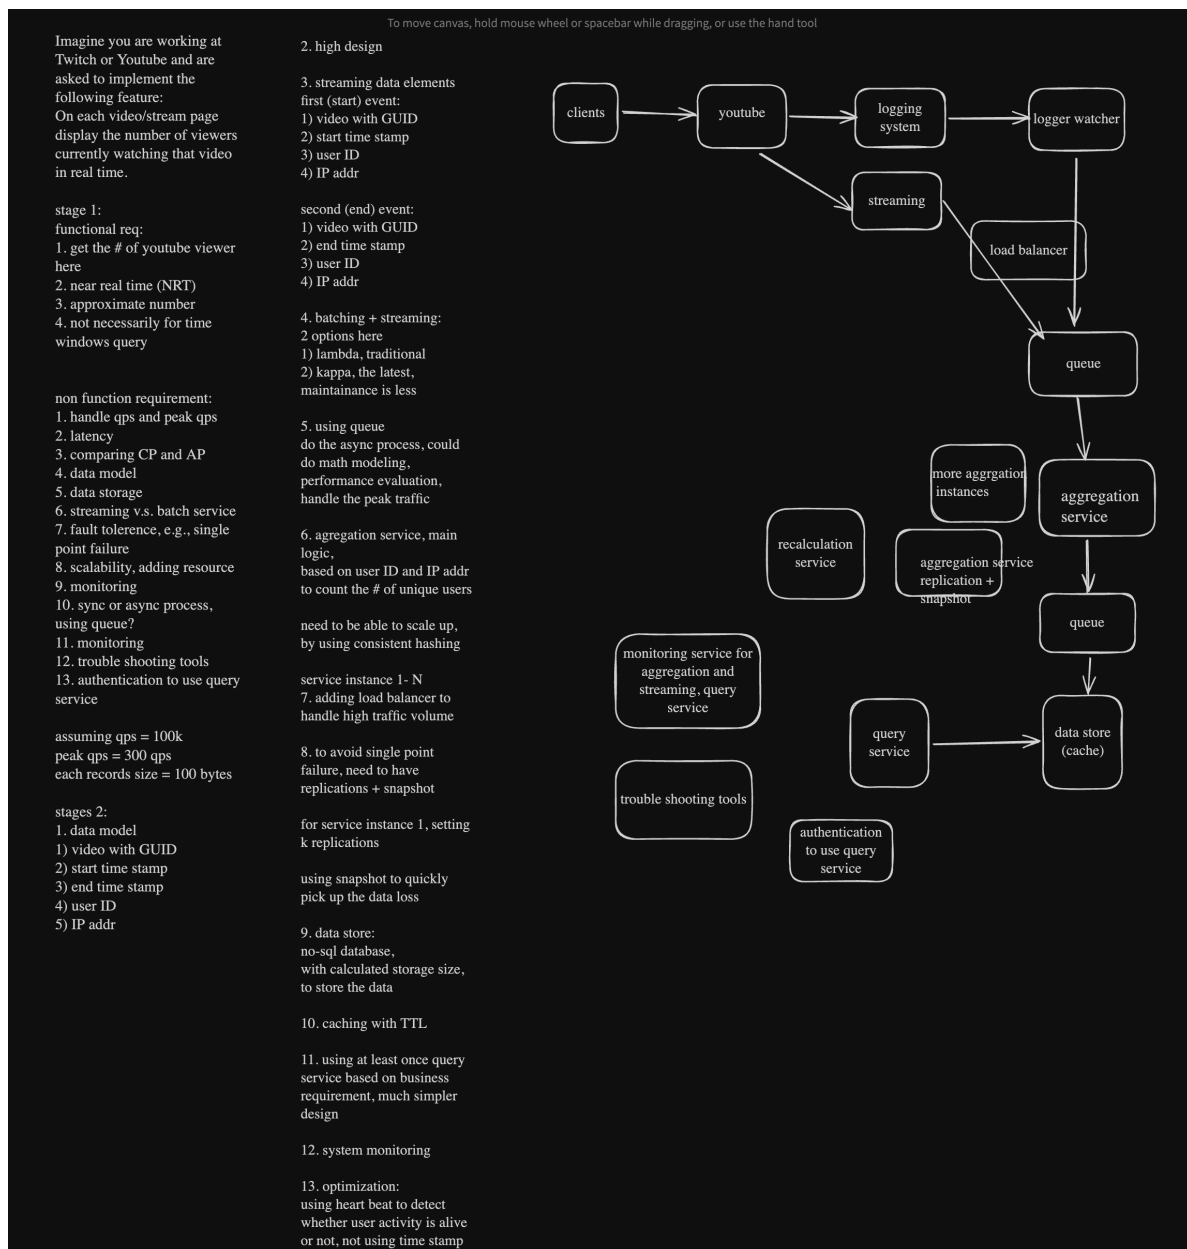 To move canvas, hold mouse wheel or spacebar while dragging, or use the hand tool
Imagine you are working at
Twitch or Youtube and are
asked to implement the
following feature:
On each video/stream page
display the number of viewers
currently watching that video
in real time.
stage 1:
functional req:
1. get the # of youtube viewer
here
2. near real time (NRT)
3. approximate number
4. not necessarily for time
windows query
non function requirement:
1. handle qps and peak qps
2. latency
3. comparing CP and AP
4. data model
5. data storage
6. streaming v.s. batch service
7. fault tolerence, e.g., single
point failure
8. scalability, adding resource
9. monitoring
10. sync or async process,
using queue?
11. monitoring
12. trouble shooting tools
13. authentication to use query
service
assuming qps = 100k
peak qps = 300 qps
each records size = 100 bytes
stages 2:
1. data model
1) video with GUID
2) start time stamp
3) end time stamp
4) user ID
5) IP addr
2. high design
3. streaming data elements
first (start) event:
1) video with GUID
2) start time stamp
3) user ID
4) IP addr
second (end) event:
1) video with GUID
2) end time stamp
3) user ID
4) IP addr
4. batching + streaming:
2 options here
1) lambda, traditional
2) kappa, the latest,
maintainance is less
5. using queue
do the async process, could
do math modeling,
performance evaluation,
handle the peak traffic
6. agregation service, main
logic,
based on user ID and IP addr
to count the # of unique users
need to be able to scale up,
by using consistent hashing
service instance 1- N
7. adding load balancer to
handle high traffic volume
8. to avoid single point
failure, need to have
replications + snapshot
for service instance 1, setting
k replications
using snapshot to quickly
pick up the data loss
9. data store:
no-sql database,
with calculated storage size,
to store the data
10. caching with TTL
11. using at least once query
service based on business
requirement, much simpler
design
12. system monitoring
13. optimization:
using heart beat to detect
whether user activity is alive
or not, not using time stamp
clients
youtube
logging
system
logger watcher
streaming
load balancer
queue
more aggrgation
instances
aggregation
service
recalculation
service
aggregation service
replication +
snapshot
queue
monitoring service for
aggregation and
streaming, query
service
query
service
data store
(cache)
trouble shooting tools
authentication
to use query
service